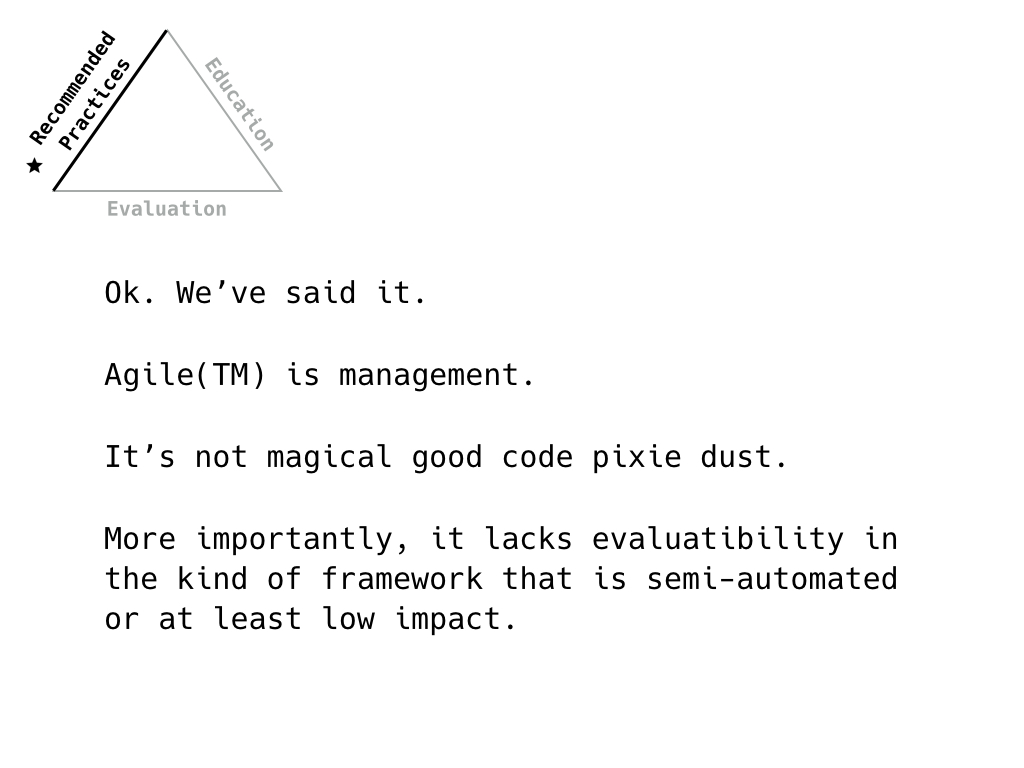 Recommended
Practices
Education
Evaluation
Ok. We’ve said it.
Agile(TM) is management.
It’s not magical good code pixie dust.
More importantly, it lacks evaluatibility in
the kind of framework that is semi-automated
or at least low impact.